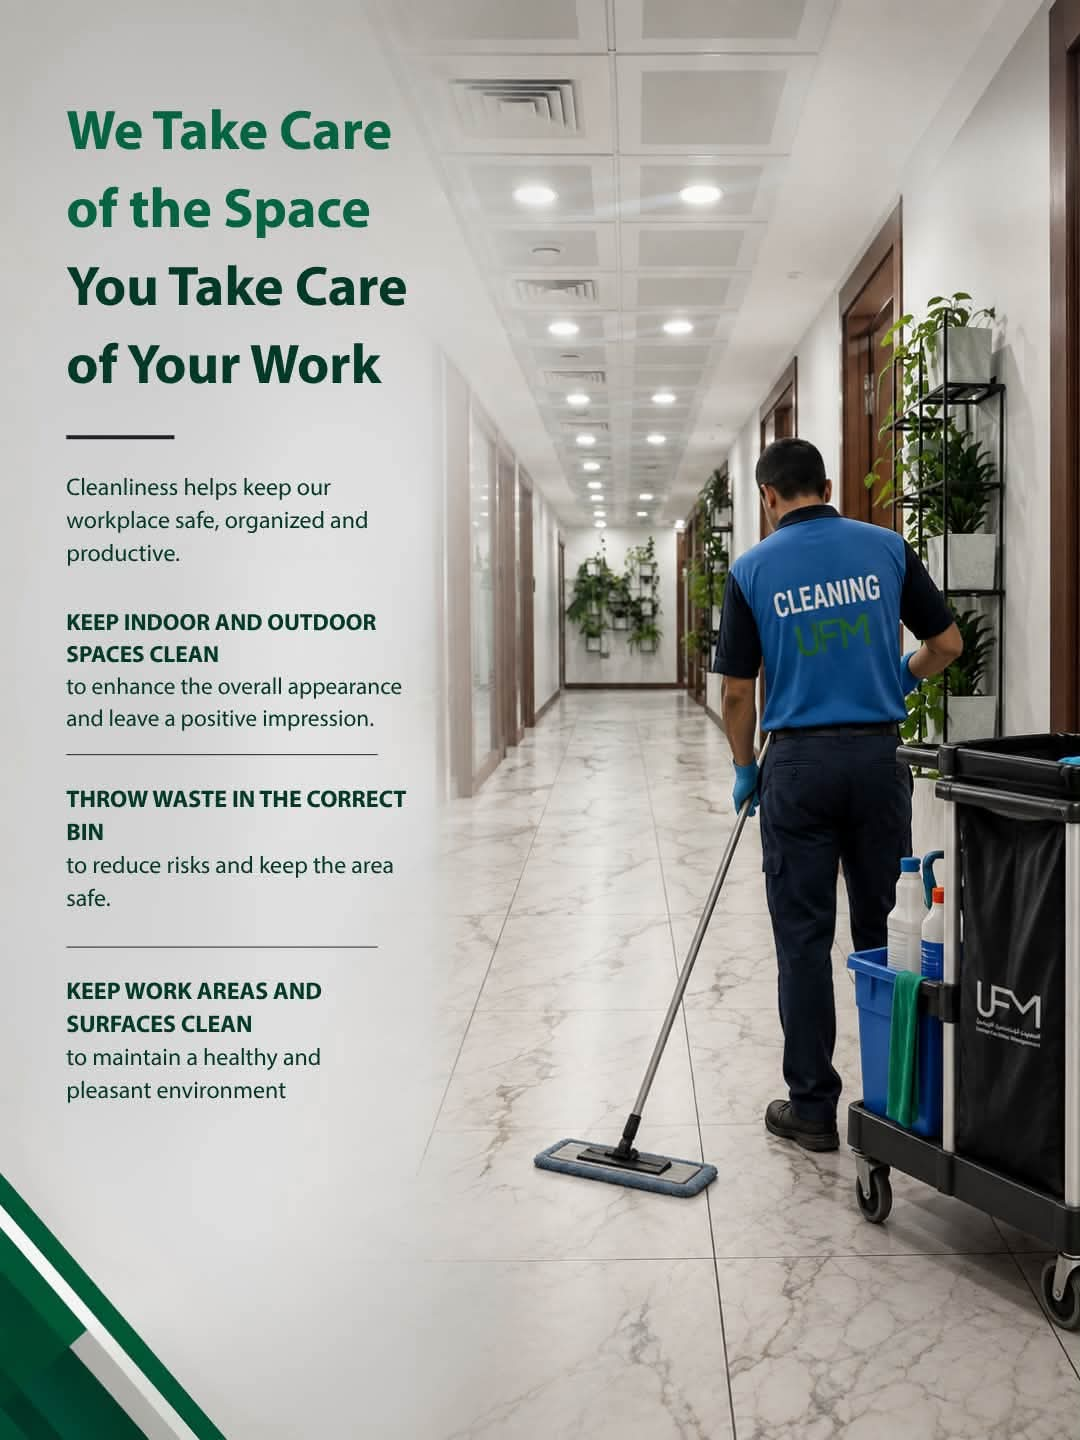 We Take Care
of the Space
You Take Care
of Your Work
Cleanliness helps keep our
workplace safe, organized and
productive.
KEEP INDOOR AND OUTDOOR
SPACES CLEAN
to enhance the overall appearance
and leave a positive impression.
THROW WASTE IN THE CORRECT
BIN
to reduce risks and keep the area
safe.
KEEP WORK AREAS AND
SURFACES CLEAN
to maintain a healthy and
pleasant environment
CLEANING
UFM
UFM